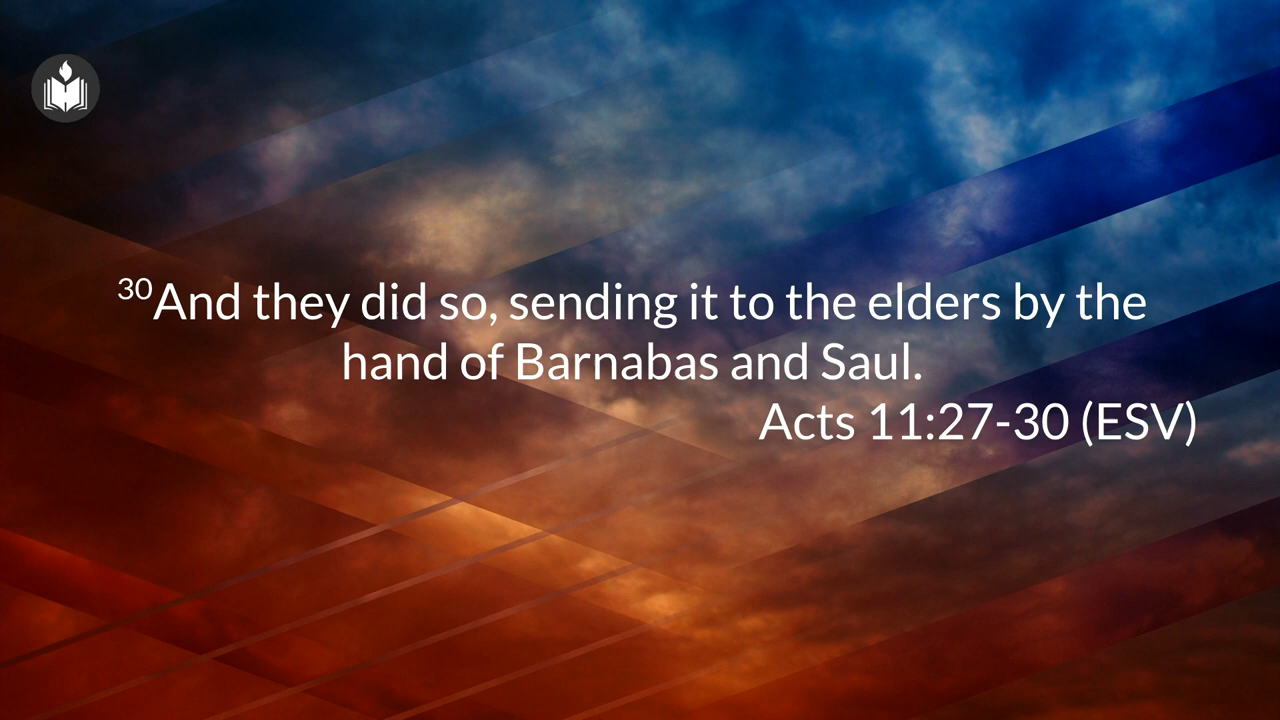 ³⁰And they did so, sending it to the elders by the
hand of Barnabas and Saul.
Acts 11:27-30 (ESV)